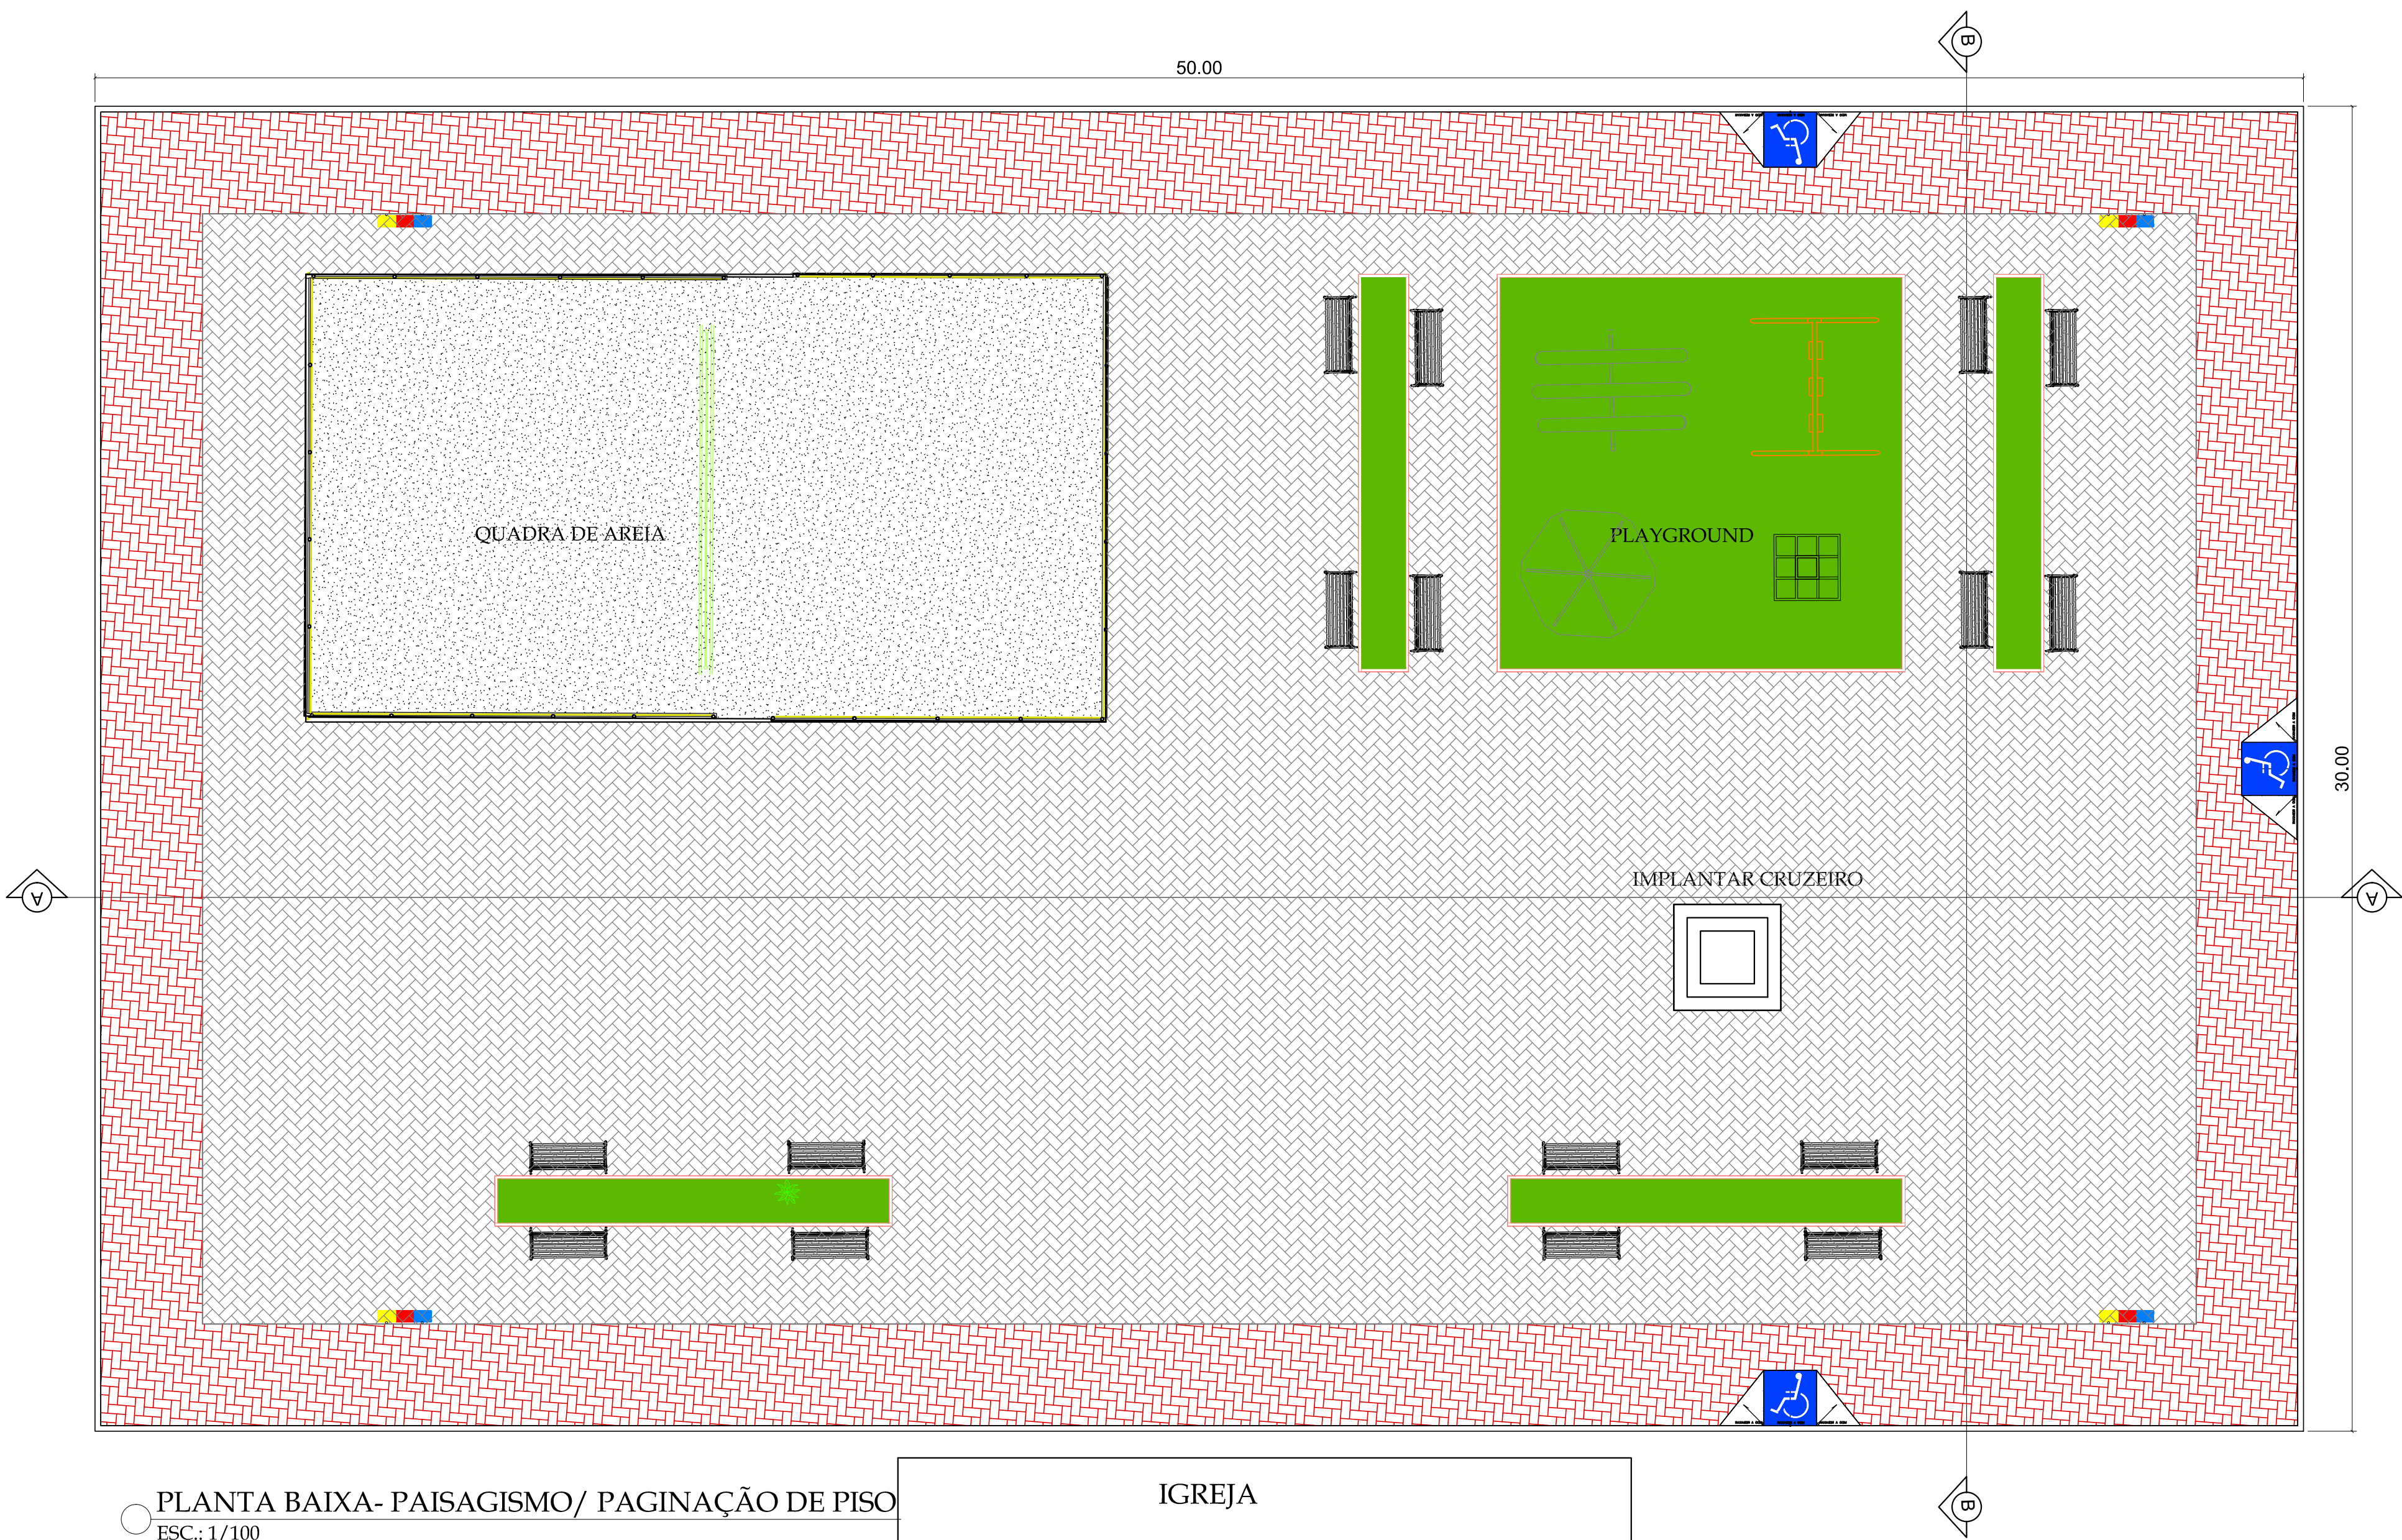 B
50.00
QUADRA DE AREIA
PLAYGROUND
30.00
IMPLANTAR CRUZEIRO
A
A
IGREJA
PLANTA BAIXA- PAISAGISMO/ PAGINAÇÃO DE PISO
ESC.: 1/100
B